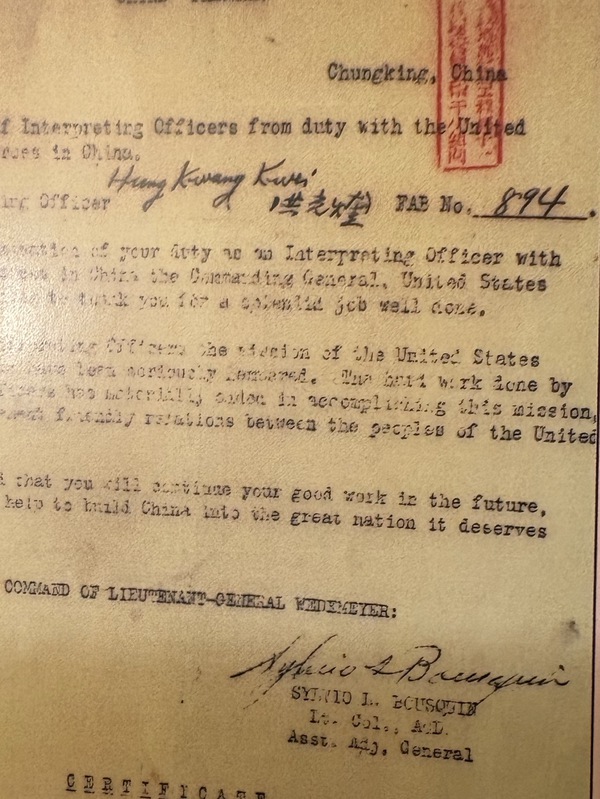 Chungking, China
f Interpreting Officers from duty with the United
rces in China.
Hung Kwang Kwei
ing Officer 洪光煃 FAB No. 894.
of your duty as an Interpreting Officer with
in China the Commanding General, United States
to thank you for a splendid job well done.
Officers the mission of the United States
have been seriously hampered. The hard work done by
has materially aided in accomplishing this mission,
friendly relations between the peoples of the United
d that you will continue your good work in the future,
help to build China into the great nation it deserves
COMMAND OF LIEUTENANT-GENERAL WEDEMEYER:
Sylvio L Bousquin
SYLVIO L. BOUSQUIN
Lt. Col., A.G.D.
Asst. Adj. General
CERTIFICATE